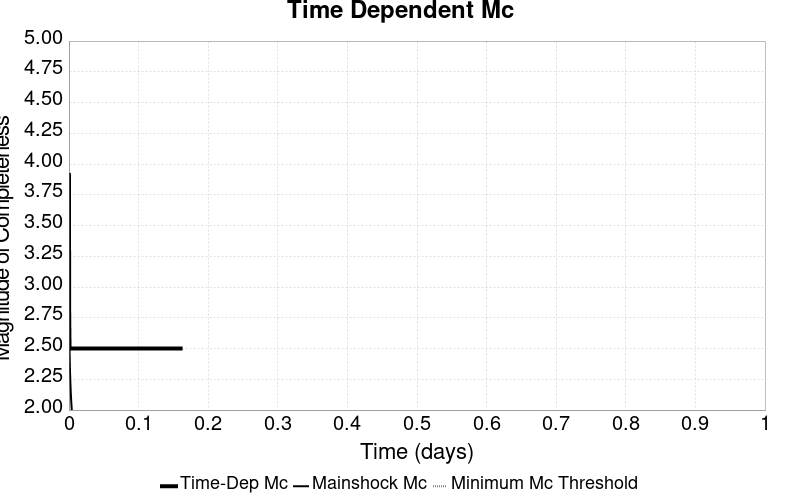 Time Dependent Mc
Magnitude of Completeness
5.00
4.75
4.50
4.25
4.00
3.75
3.50
3.25
3.00
2.75
2.50
2.25
2.00
0 0.1 0.2 0.3 0.4 0.5 0.6 0.7 0.8 0.9 1
Time (days)
Time-Dep Mc Mainshock Mc Minimum Mc Threshold